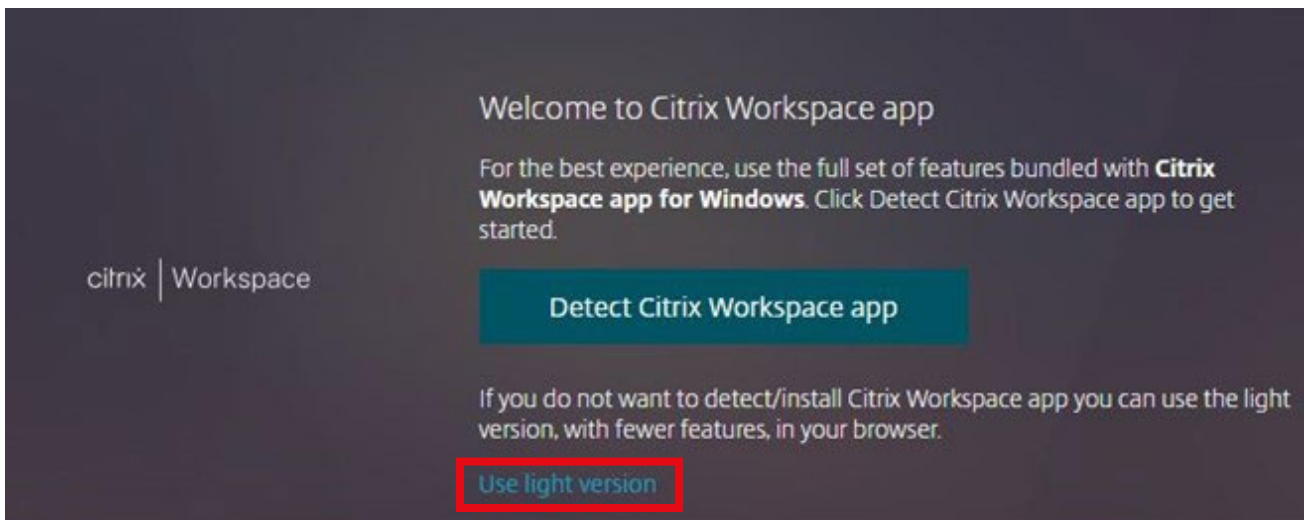 Welcome to Citrix Workspace app
For the best experience, use the full set of features bundled with Citrix
Workspace app for Windows. Click Detect Citrix Workspace app to get
started.
citrix | Workspace
Detect Citrix Workspace app
If you do not want to detect/install Citrix Workspace app you can use the light
version, with fewer features, in your browser.
Use light version